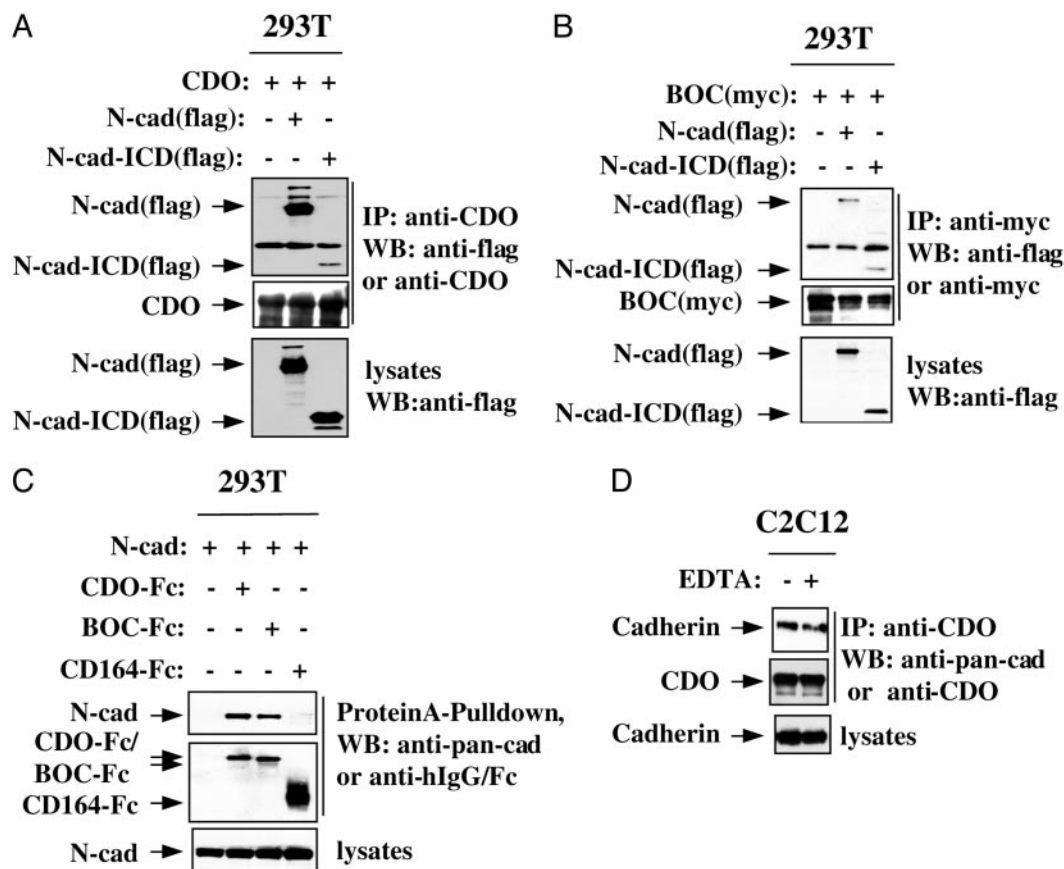 A
293T
CDO: + + +
N-cad(flag): - + -
N-cad-ICD(flag): - - +
N-cad(flag)
N-cad-ICD(flag)
CDO
IP: anti-CDO
WB: anti-flag
or anti-CDO
N-cad(flag)
N-cad-ICD(flag)
lysates
WB:anti-flag
B
293T
BOC(myc): + + +
N-cad(flag): - + -
N-cad-ICD(flag): - - +
N-cad(flag)
N-cad-ICD(flag)
BOC(myc)
IP: anti-myc
WB: anti-flag
or anti-myc
N-cad(flag)
N-cad-ICD(flag)
lysates
WB:anti-flag
C
293T
N-cad: + + + +
CDO-Fc: - + - -
BOC-Fc: - - + -
CD164-Fc: - - - +
N-cad
CDO-Fc/
BOC-Fc
CD164-Fc
ProteinA-Pulldown,
WB: anti-pan-cad
or anti-hIgG/Fc
N-cad
lysates
D
C2C12
EDTA: - +
Cadherin
CDO
IP: anti-CDO
WB: anti-pan-cad
or anti-CDO
Cadherin
lysates